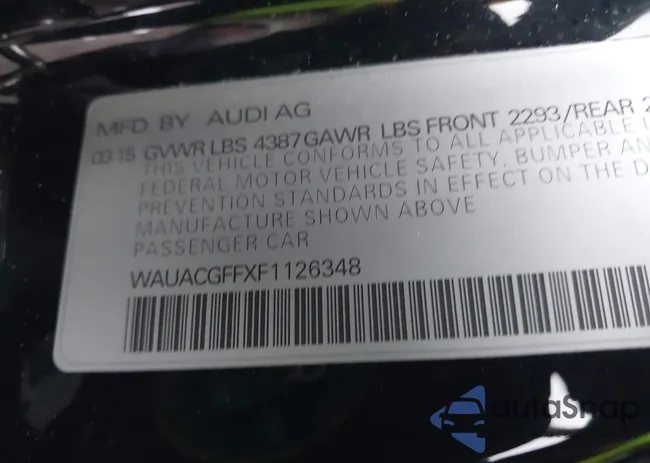 MFD BY AUDI AG
03 15 GVWR LBS 4387 GAWR LBS FRONT 2293/REAR 2
THIS VEHICLE CONFORMS TO ALL APPLICABLE
FEDERAL MOTOR VEHICLE SAFETY, BUMPER AN
PREVENTION STANDARDS IN EFFECT ON THE D
MANUFACTURE SHOWN ABOVE
PASSENGER CAR
WAUACGFFXF1126348
autoSnap